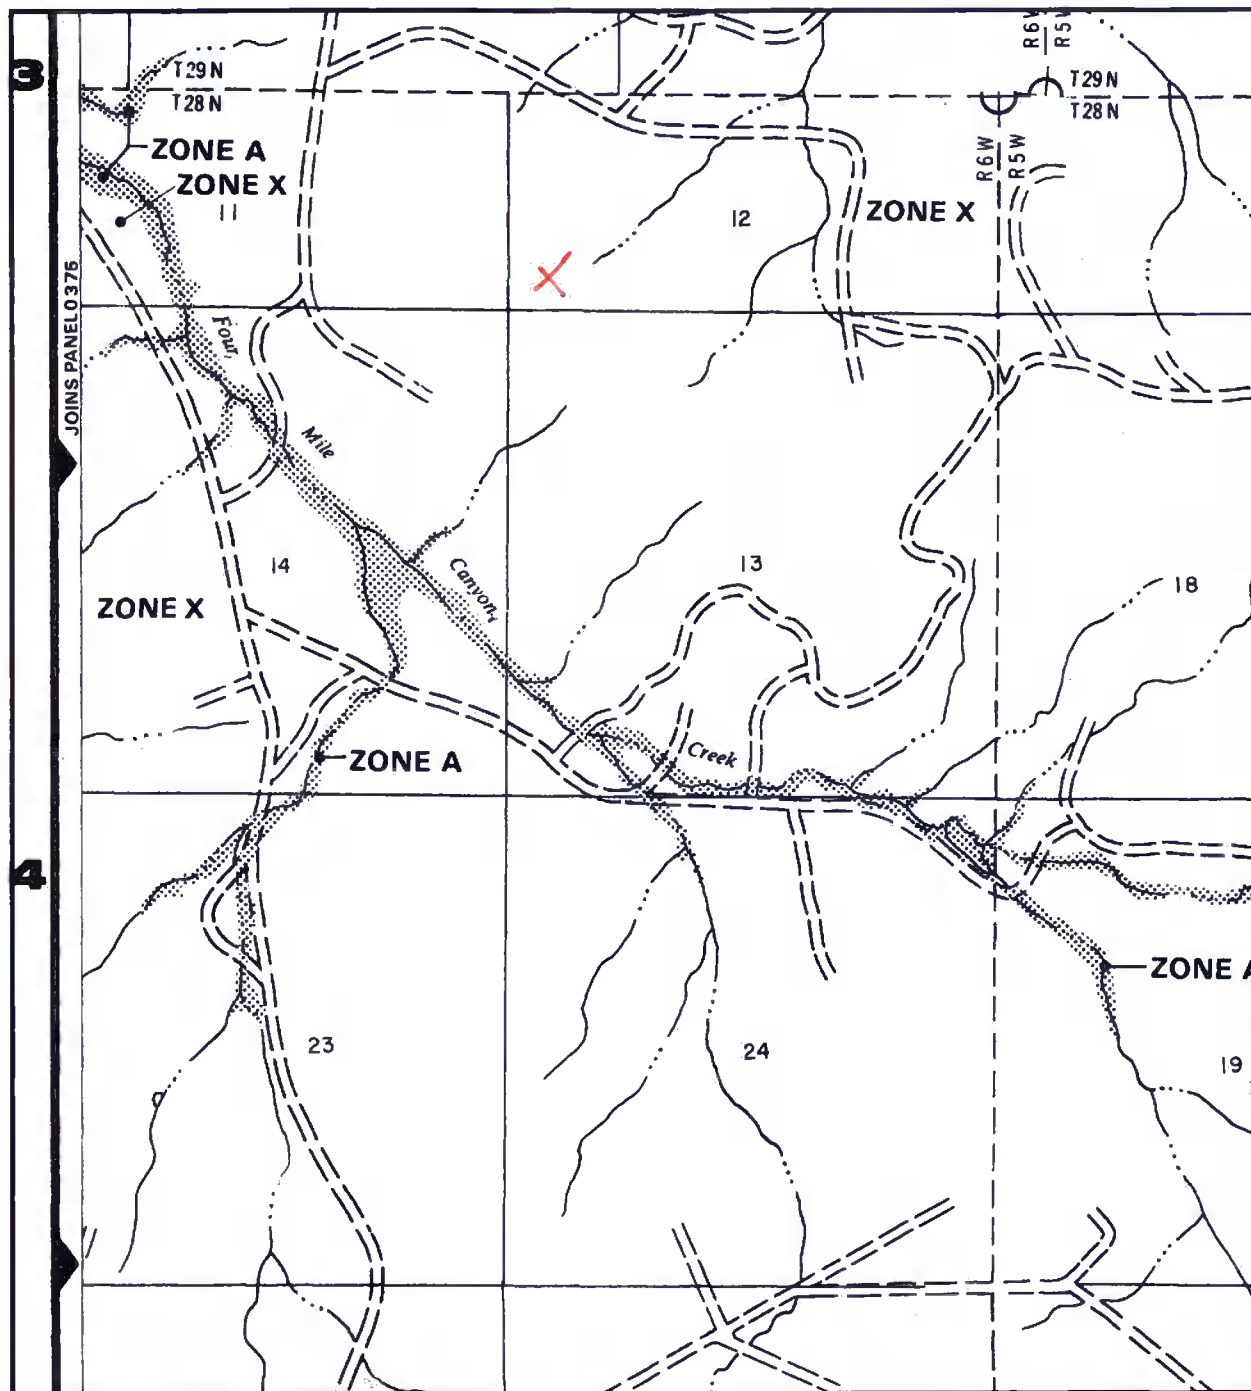 R6W
R5W
3
T29N
T28N
T29N
T28N
R6W
R5W
ZONE A
ZONE X
11
12
ZONE X
JOINS PANEL 0376
Four
Mile
Canyon
Creek
14
13
18
ZONE X
ZONE A
4
ZONE A
23
24
19